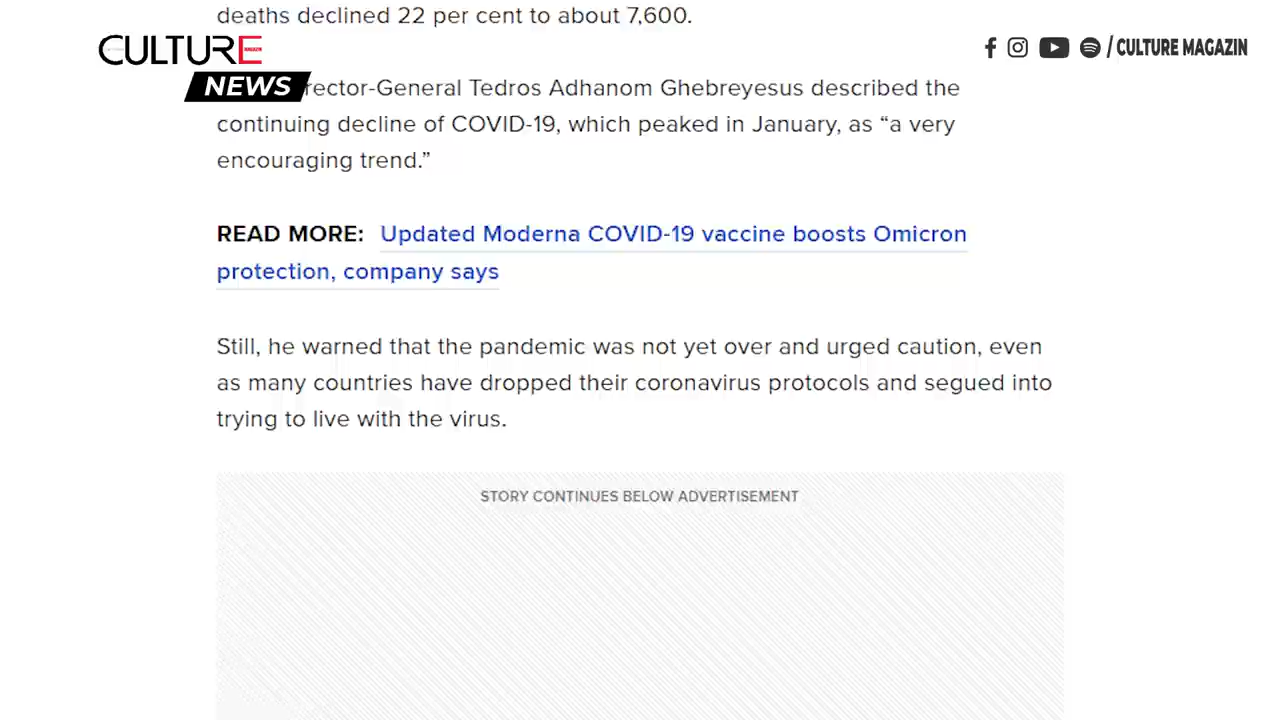 deaths declined 22 per cent to about 7,600.
CULTURE
NEWS
/ CULTURE MAGAZIN
rector-General Tedros Adhanom Ghebreyesus described the
continuing decline of COVID-19, which peaked in January, as “a very
encouraging trend.”
READ MORE: Updated Moderna COVID-19 vaccine boosts Omicron
protection, company says
Still, he warned that the pandemic was not yet over and urged caution, even
as many countries have dropped their coronavirus protocols and segued into
trying to live with the virus.
STORY CONTINUES BELOW ADVERTISEMENT